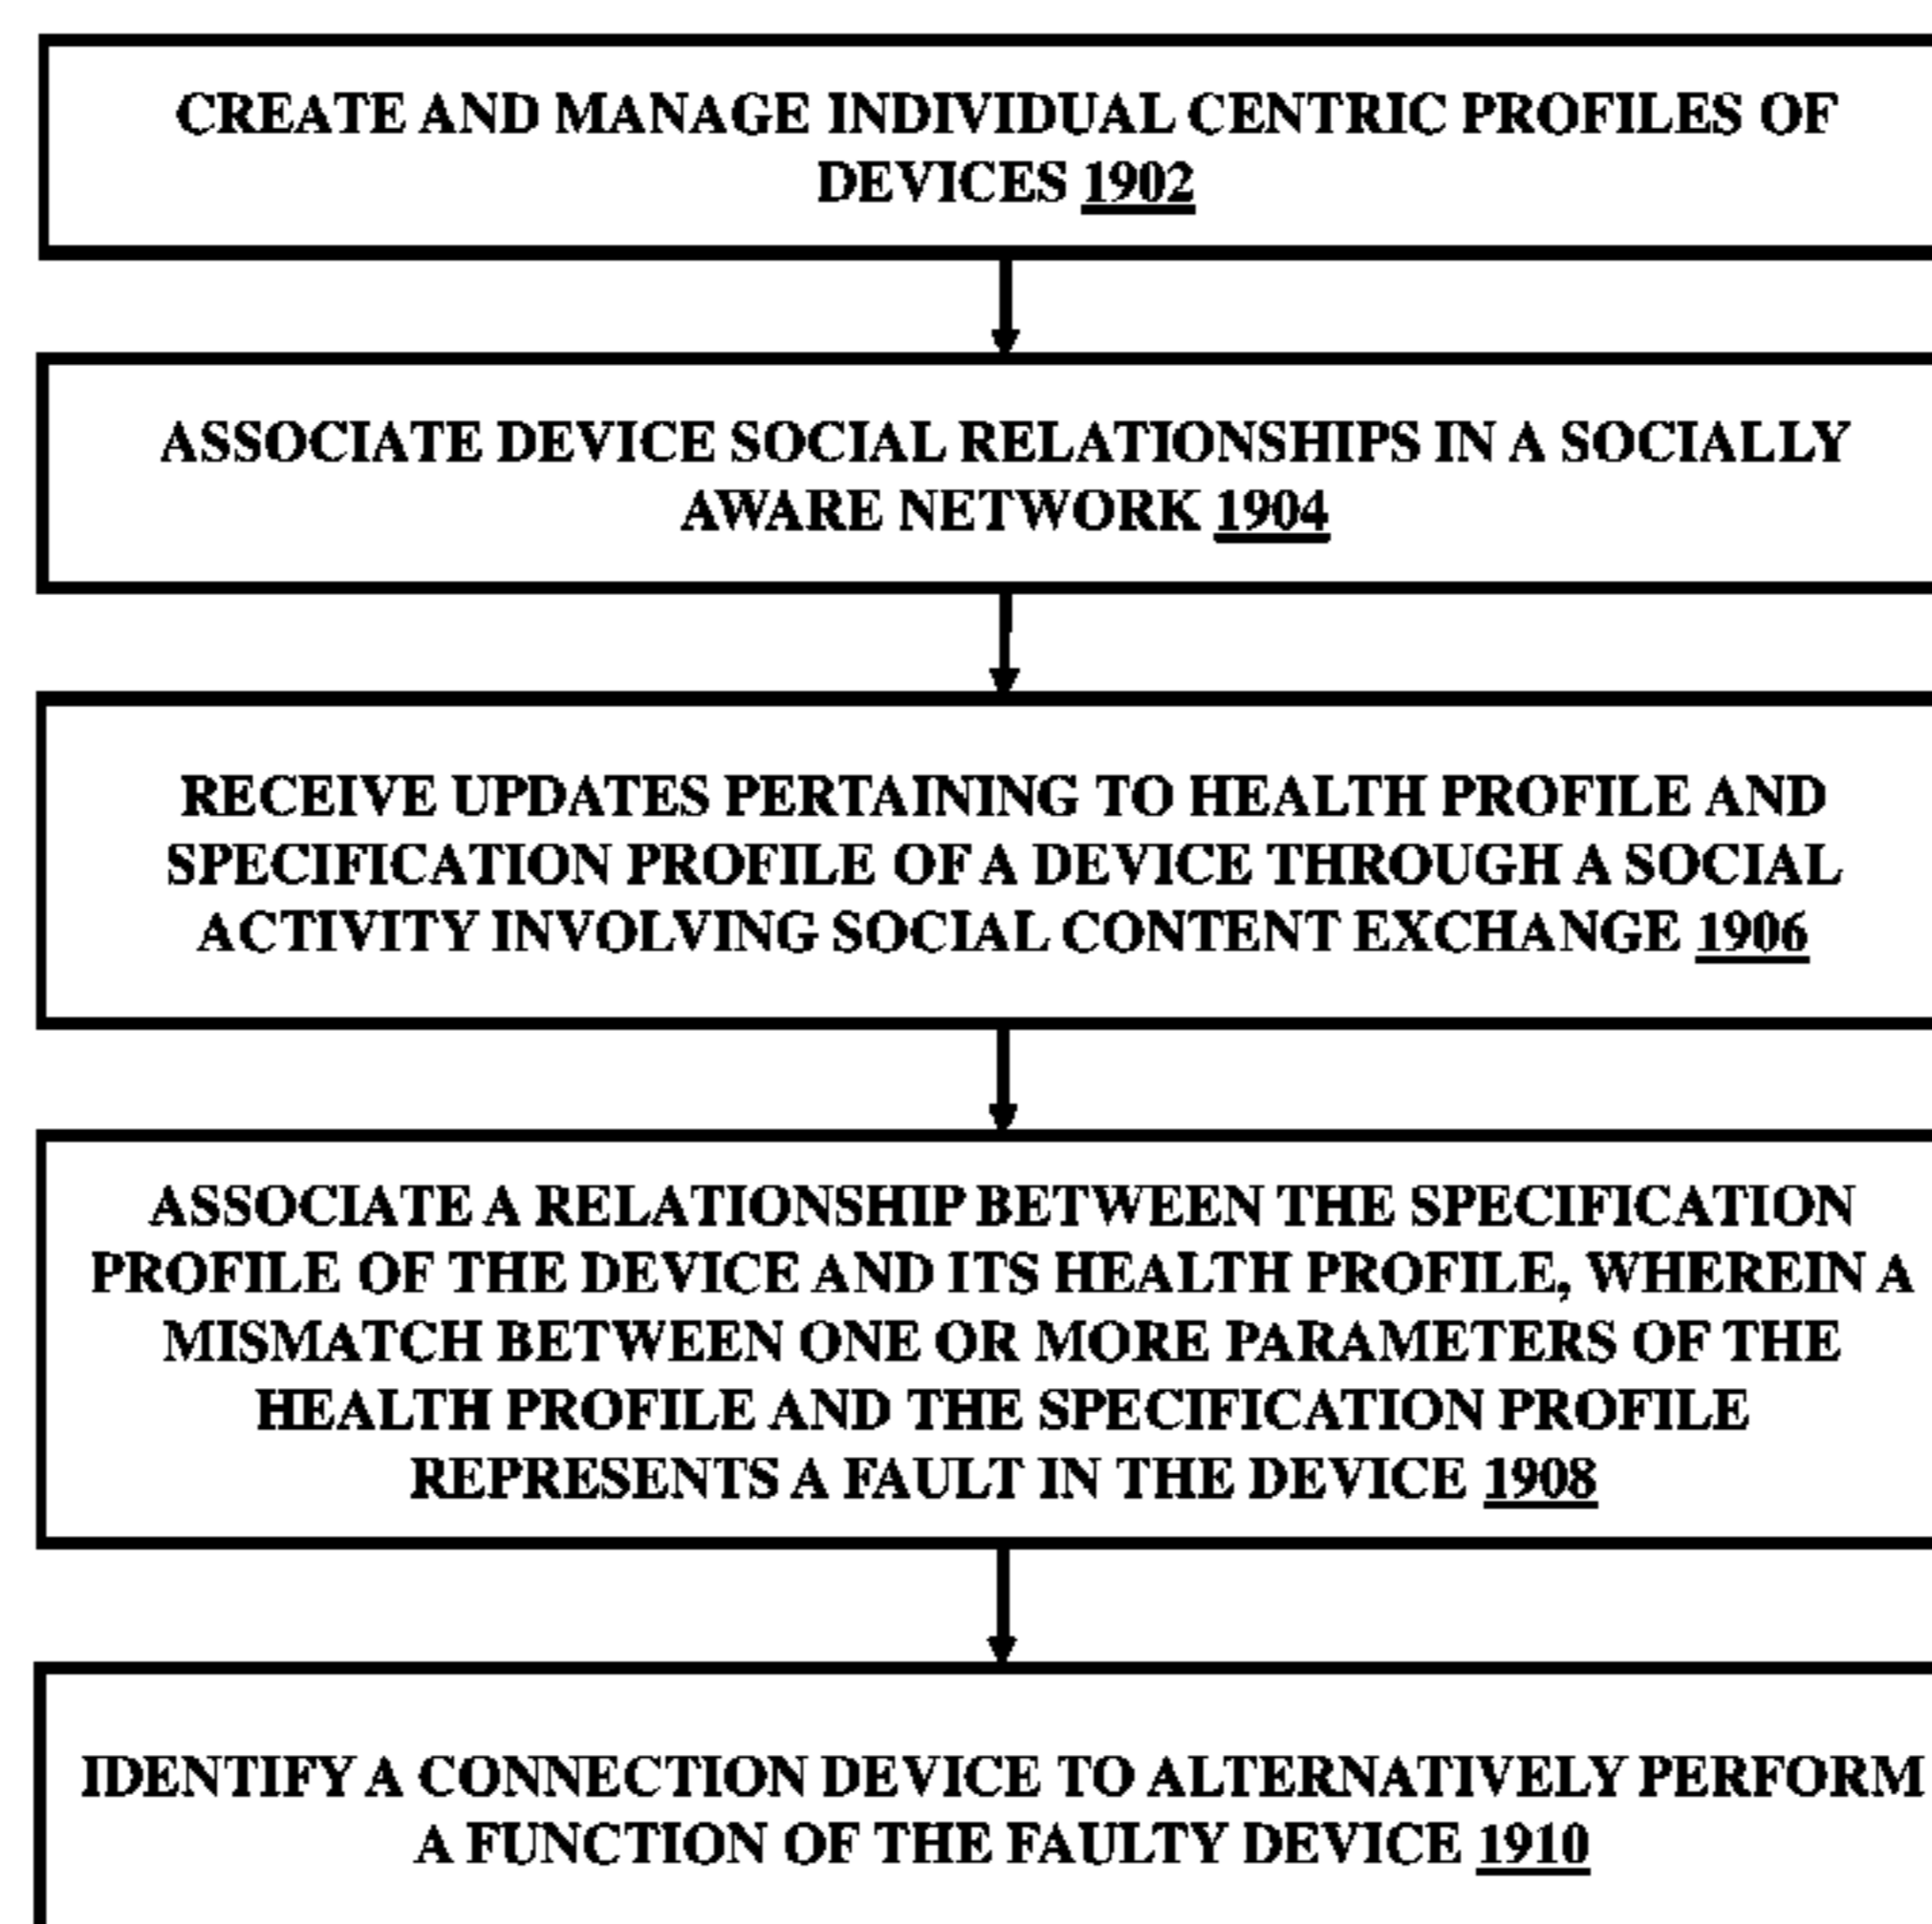 CREATE AND MANAGE INDIVIDUAL CENTRIC PROFILES OF
DEVICES 1902
ASSOCIATE DEVICE SOCIAL RELATIONSHIPS IN A SOCIALLY
AWARE NETWORK 1904
RECEIVE UPDATES PERTAINING TO HEALTH PROFILE AND
SPECIFICATION PROFILE OF A DEVICE THROUGH A SOCIAL
ACTIVITY INVOLVING SOCIAL CONTENT EXCHANGE 1906
ASSOCIATE A RELATIONSHIP BETWEEN THE SPECIFICATION
PROFILE OF THE DEVICE AND ITS HEALTH PROFILE, WHEREIN A
MISMATCH BETWEEN ONE OR MORE PARAMETERS OF THE
HEALTH PROFILE AND THE SPECIFICATION PROFILE
REPRESENTS A FAULT IN THE DEVICE 1908
IDENTIFY A CONNECTION DEVICE TO ALTERNATIVELY PERFORM
A FUNCTION OF THE FAULTY DEVICE 1910